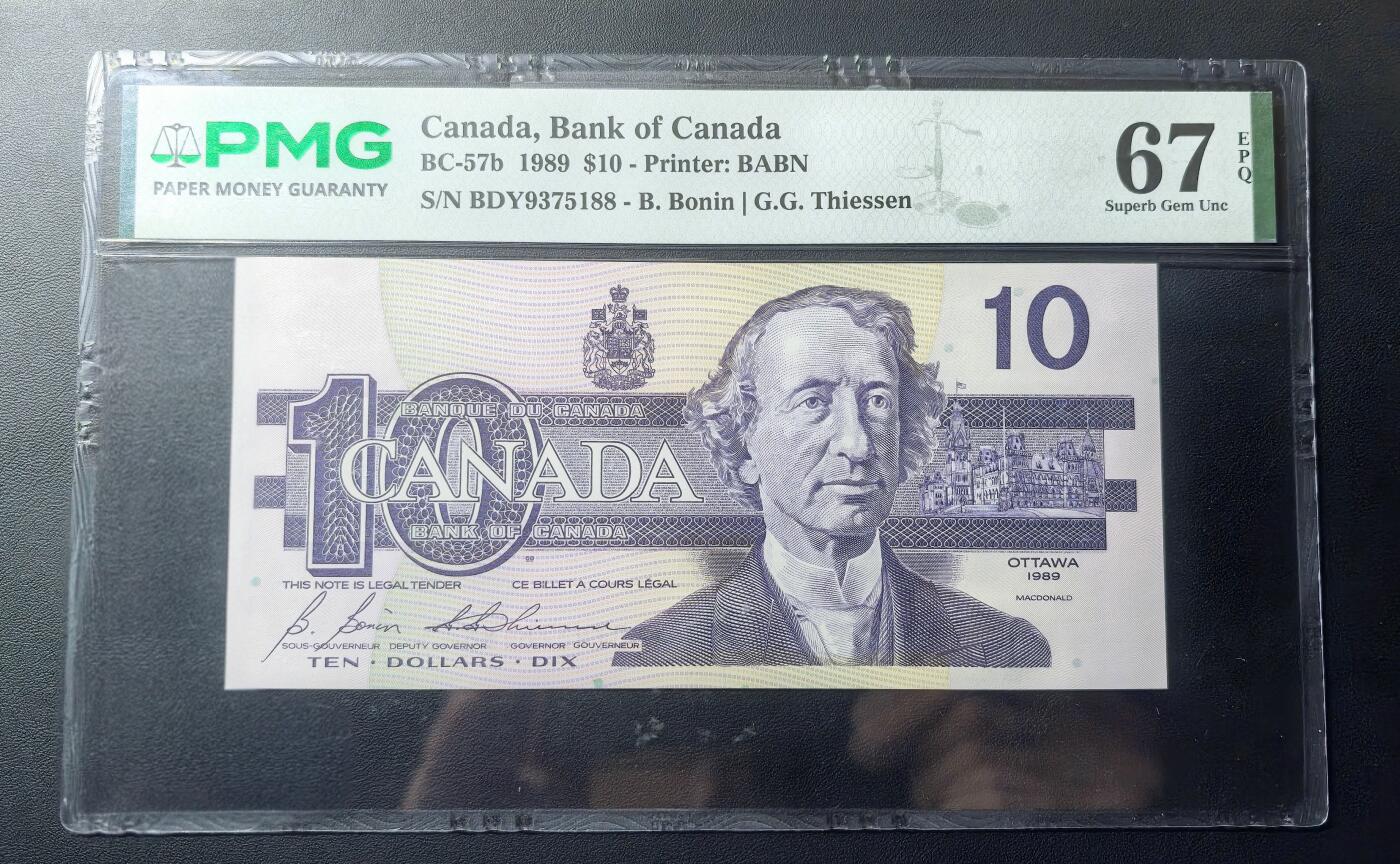 PMG
PAPER MONEY GUARANTY
Canada, Bank of Canada
BC-57b 1989 $10 - Printer: BABN
S/N BDY9375188 - B. Bonin | G.G. Thiessen
67
EPQ
Superb Gem Unc
10
10
BANQUE DU CANADA
CANADA
BANK OF CANADA
OTTAWA
1989
MACDONALD
THIS NOTE IS LEGAL TENDER CE BILLET A COURS LÉGAL
B. Bonin
SOUS-GOUVERNEUR DEPUTY GOVERNOR GOVERNOR GOUVERNEUR
TEN · DOLLARS · DIX